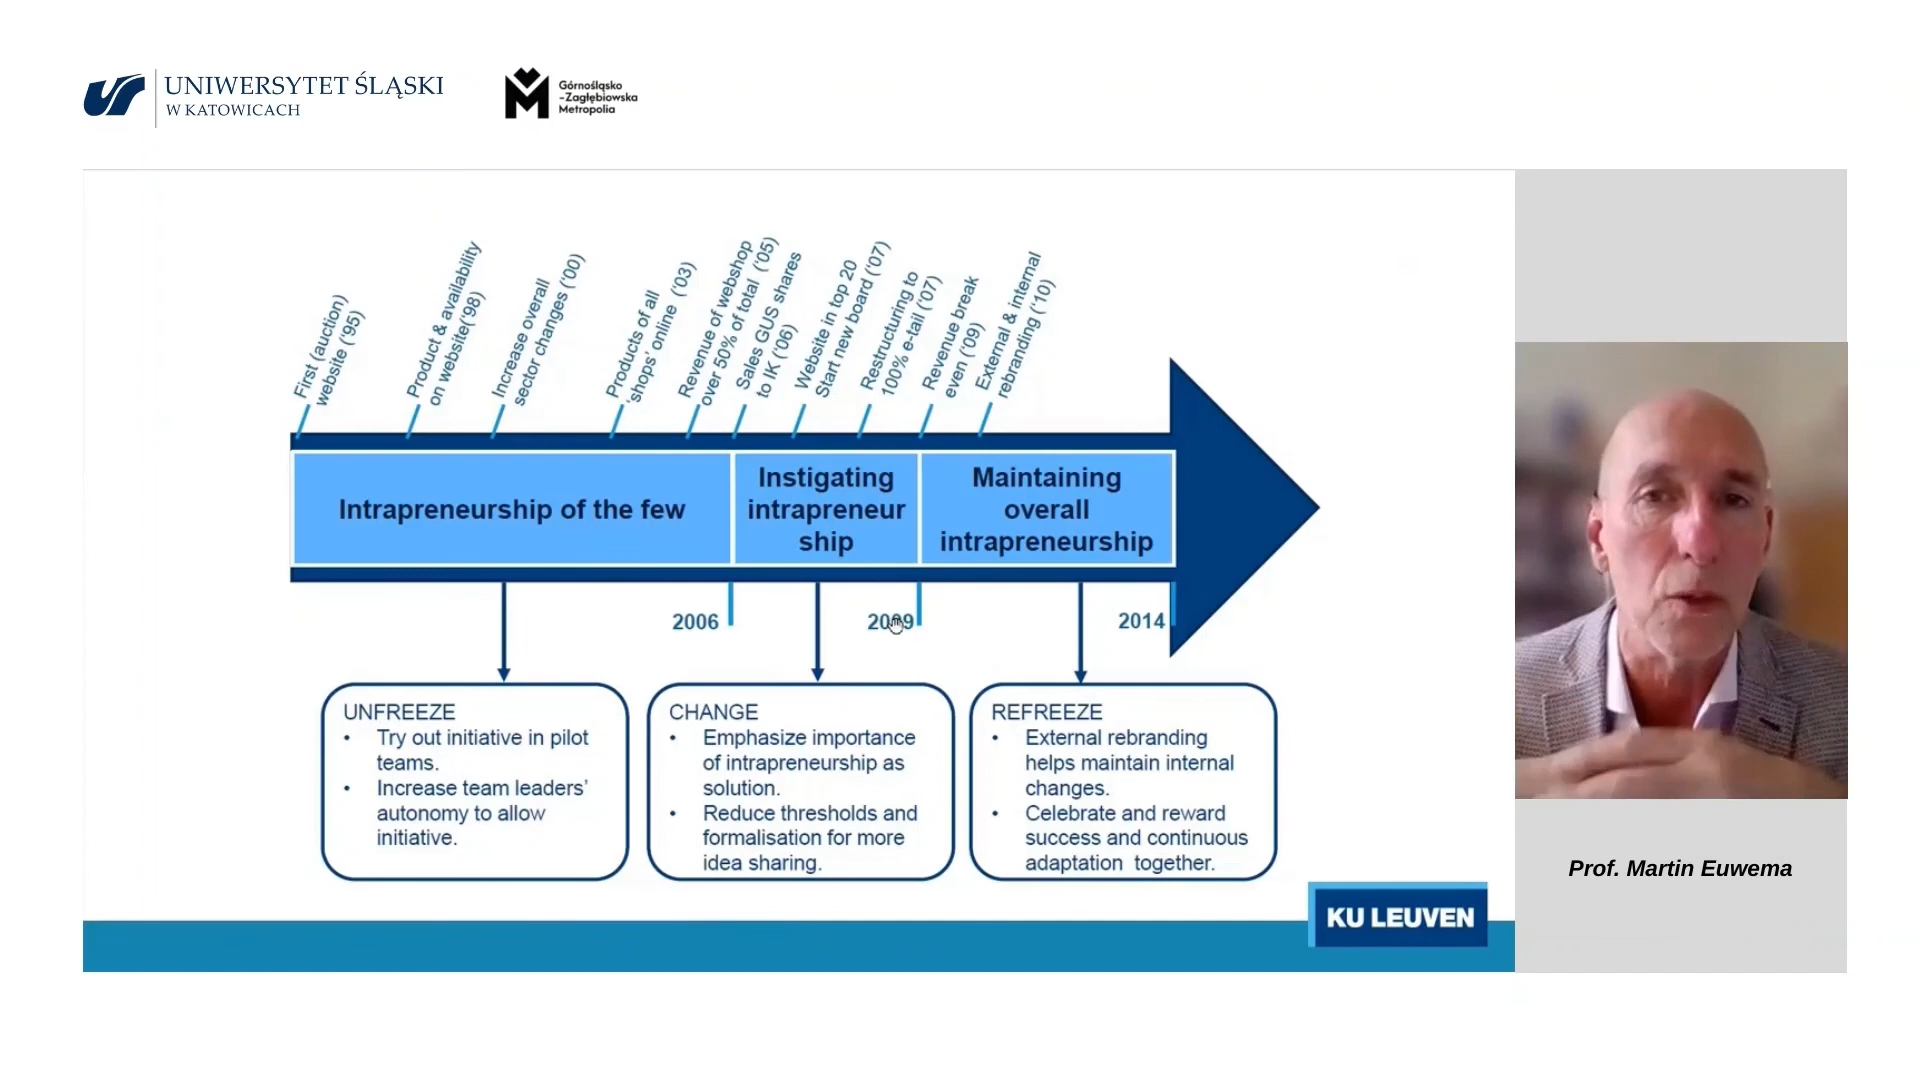 UNIWERSYTET ŚLĄSKI
W KATOWICACH
Górnośląsko
-Zagłębiowska
Metropolia
First (auction)
website ('95)
Product & availability
on website('98)
Increase overall
sector changes ('00)
Products of all
'shops' online ('03)
Revenue of webshop
over 50% of total ('05)
Sales GUS shares
to IK ('06)
Website in top 20
Start new board ('07)
Restructuring to
100% e-tail ('07)
Revenue break
even ('09)
External & internal
rebranding ('10)
Intrapreneurship of the few
Instigating
intrapreneur
ship
Maintaining
overall
intrapreneurship
2006
2009
2014
UNFREEZE
• Try out initiative in pilot
teams.
• Increase team leaders'
autonomy to allow
initiative.
CHANGE
• Emphasize importance
of intrapreneurship as
solution.
• Reduce thresholds and
formalisation for more
idea sharing.
REFREEZE
• External rebranding
helps maintain internal
changes.
• Celebrate and reward
success and continuous
adaptation together.
KU LEUVEN
Prof. Martin Euwema